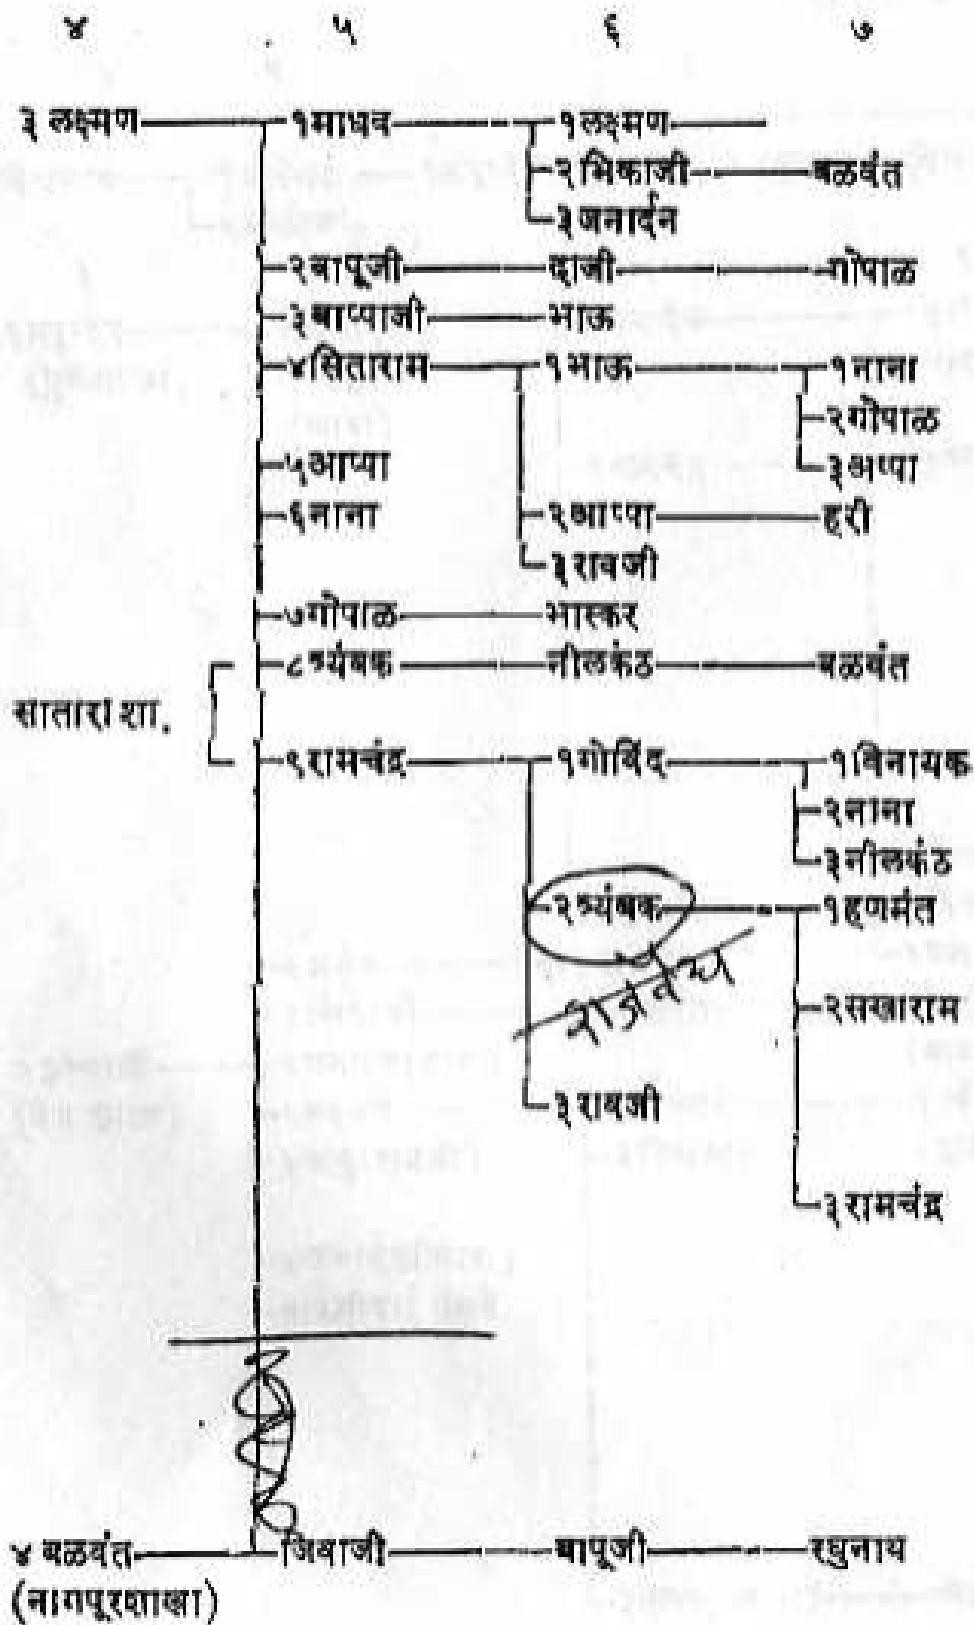 ४ ५ ६ ७
३ लक्ष्मण १माधव १लक्ष्मण
२भिकाजी बळवंत
३जनार्दन
२बापूजी दाजी गोपाळ
३बाप्पाजी भाऊ
४सिताराम १भाऊ १नाना
२गोपाळ
५आप्पा ३अप्पा
६नाना २आप्पा हरी
३रावजी
७गोपाळ भास्कर
८त्र्यंबक नीलकंठ बळवंत
सातारा शा.
९रामचंद्र १गोविंद १विनायक
२नाना
३नीलकंठ
२त्र्यंबक १हणमंत
२सखाराम
३रावजी
३रामचंद्र
४ बळवंत जिवाजी बापूजी रघुनाथ
(नागपूरशाखा)